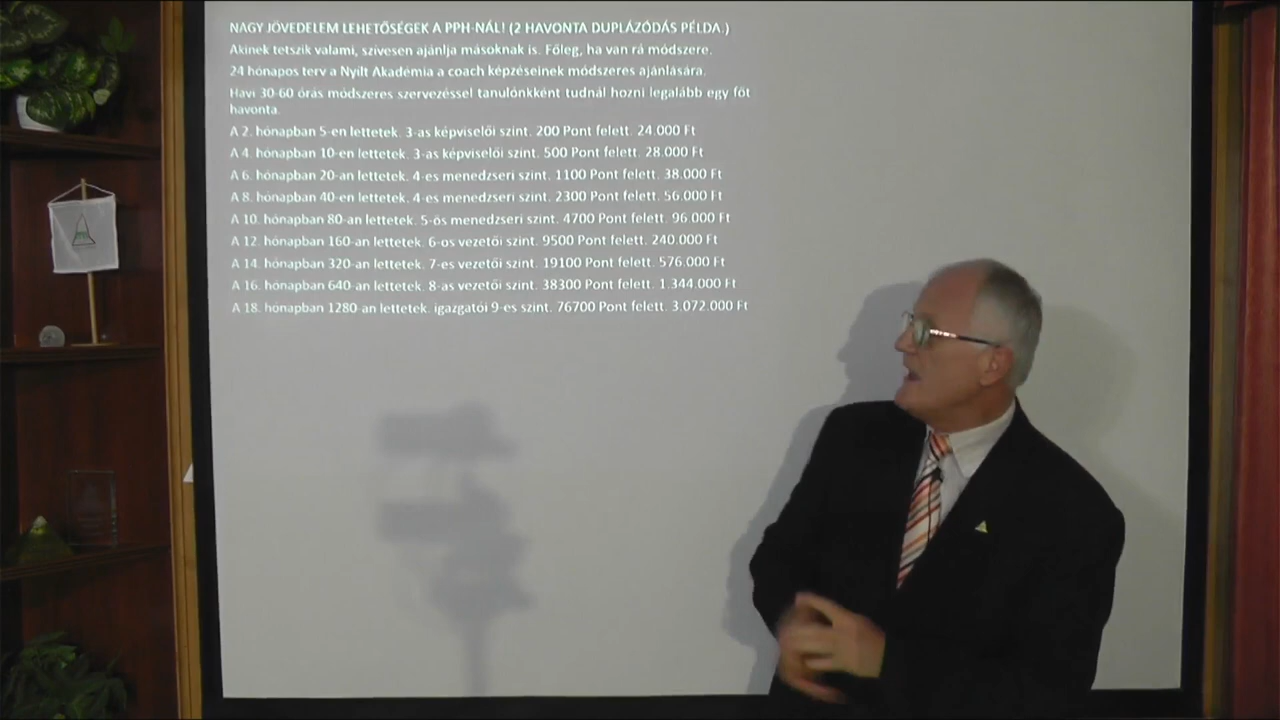 NAGY JÖVEDELEM LEHETŐSÉGEK A PPH-NÁL! (2 HAVONTA DUPLÁZÓDÁS PÉLDA.)
Akinek tetszik valami, szívesen ajánlja másoknak is. Főleg, ha van rá módszere.
24 hónapos terv a Nyílt Akadémia a coach képzéseinek módszeres ajánlására.
Havi 30-60 órás módszeres szervezéssel tanulónkként tudnál hozni legalább egy főt
havonta.
A 2. hónapban 5-en lettetek. 3-as képviselői szint. 200 Pont felett. 24.000 Ft
A 4. hónapban 10-en lettetek. 3-as képviselői szint. 500 Pont felett. 28.000 Ft
A 6. hónapban 20-an lettetek. 4-es menedzseri szint. 1100 Pont felett. 38.000 Ft
A 8. hónapban 40-en lettetek. 4-es menedzseri szint. 2300 Pont felett. 56.000 Ft
A 10. hónapban 80-an lettetek. 5-ös menedzseri szint. 4700 Pont felett. 96.000 Ft
A 12. hónapban 160-an lettetek. 6-os vezetői szint. 9500 Pont felett. 240.000 Ft
A 14. hónapban 320-an lettetek. 7-es vezetői szint. 19100 Pont felett. 576.000 Ft
A 16. hónapban 640-an lettetek. 8-as vezetői szint. 38300 Pont felett. 1.344.000 Ft
A 18. hónapban 1280-an lettetek. igazgatói 9-es szint. 76700 Pont felett. 3.072.000 Ft